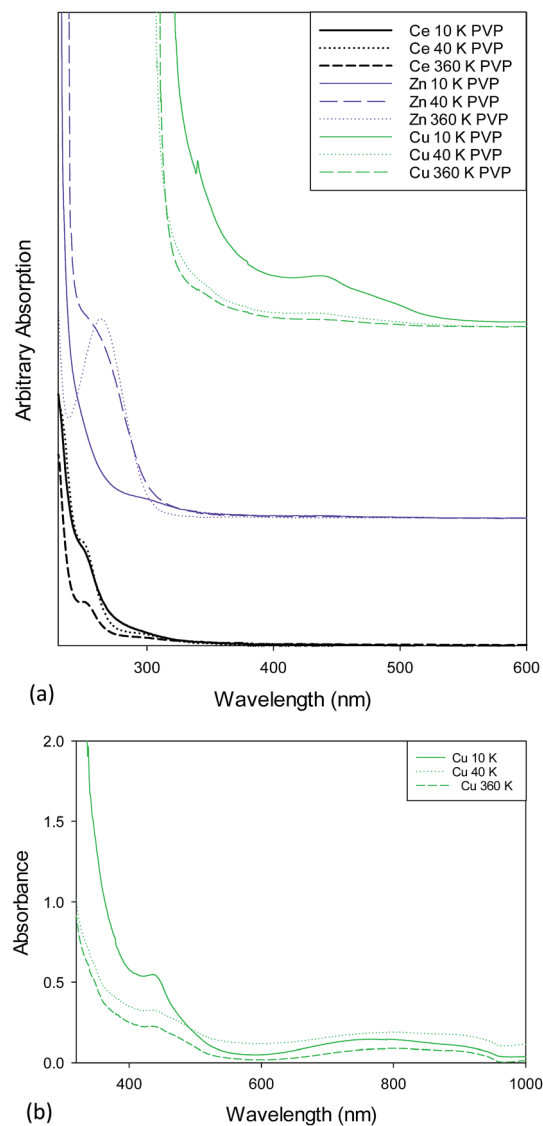 Ce 10 K PVP
Ce 40 K PVP
Ce 360 K PVP
Zn 10 K PVP
Zn 40 K PVP
Zn 360 K PVP
Cu 10 K PVP
Cu 40 K PVP
Cu 360 K PVP
Arbitrary Absorption
300 400 500 600
Wavelength (nm)
(a)
Cu 10 K
Cu 40 K
Cu 360 K
2.0
1.5
1.0
0.5
0.0
Absorbance
400 600 800 1000
Wavelength (nm)
(b)